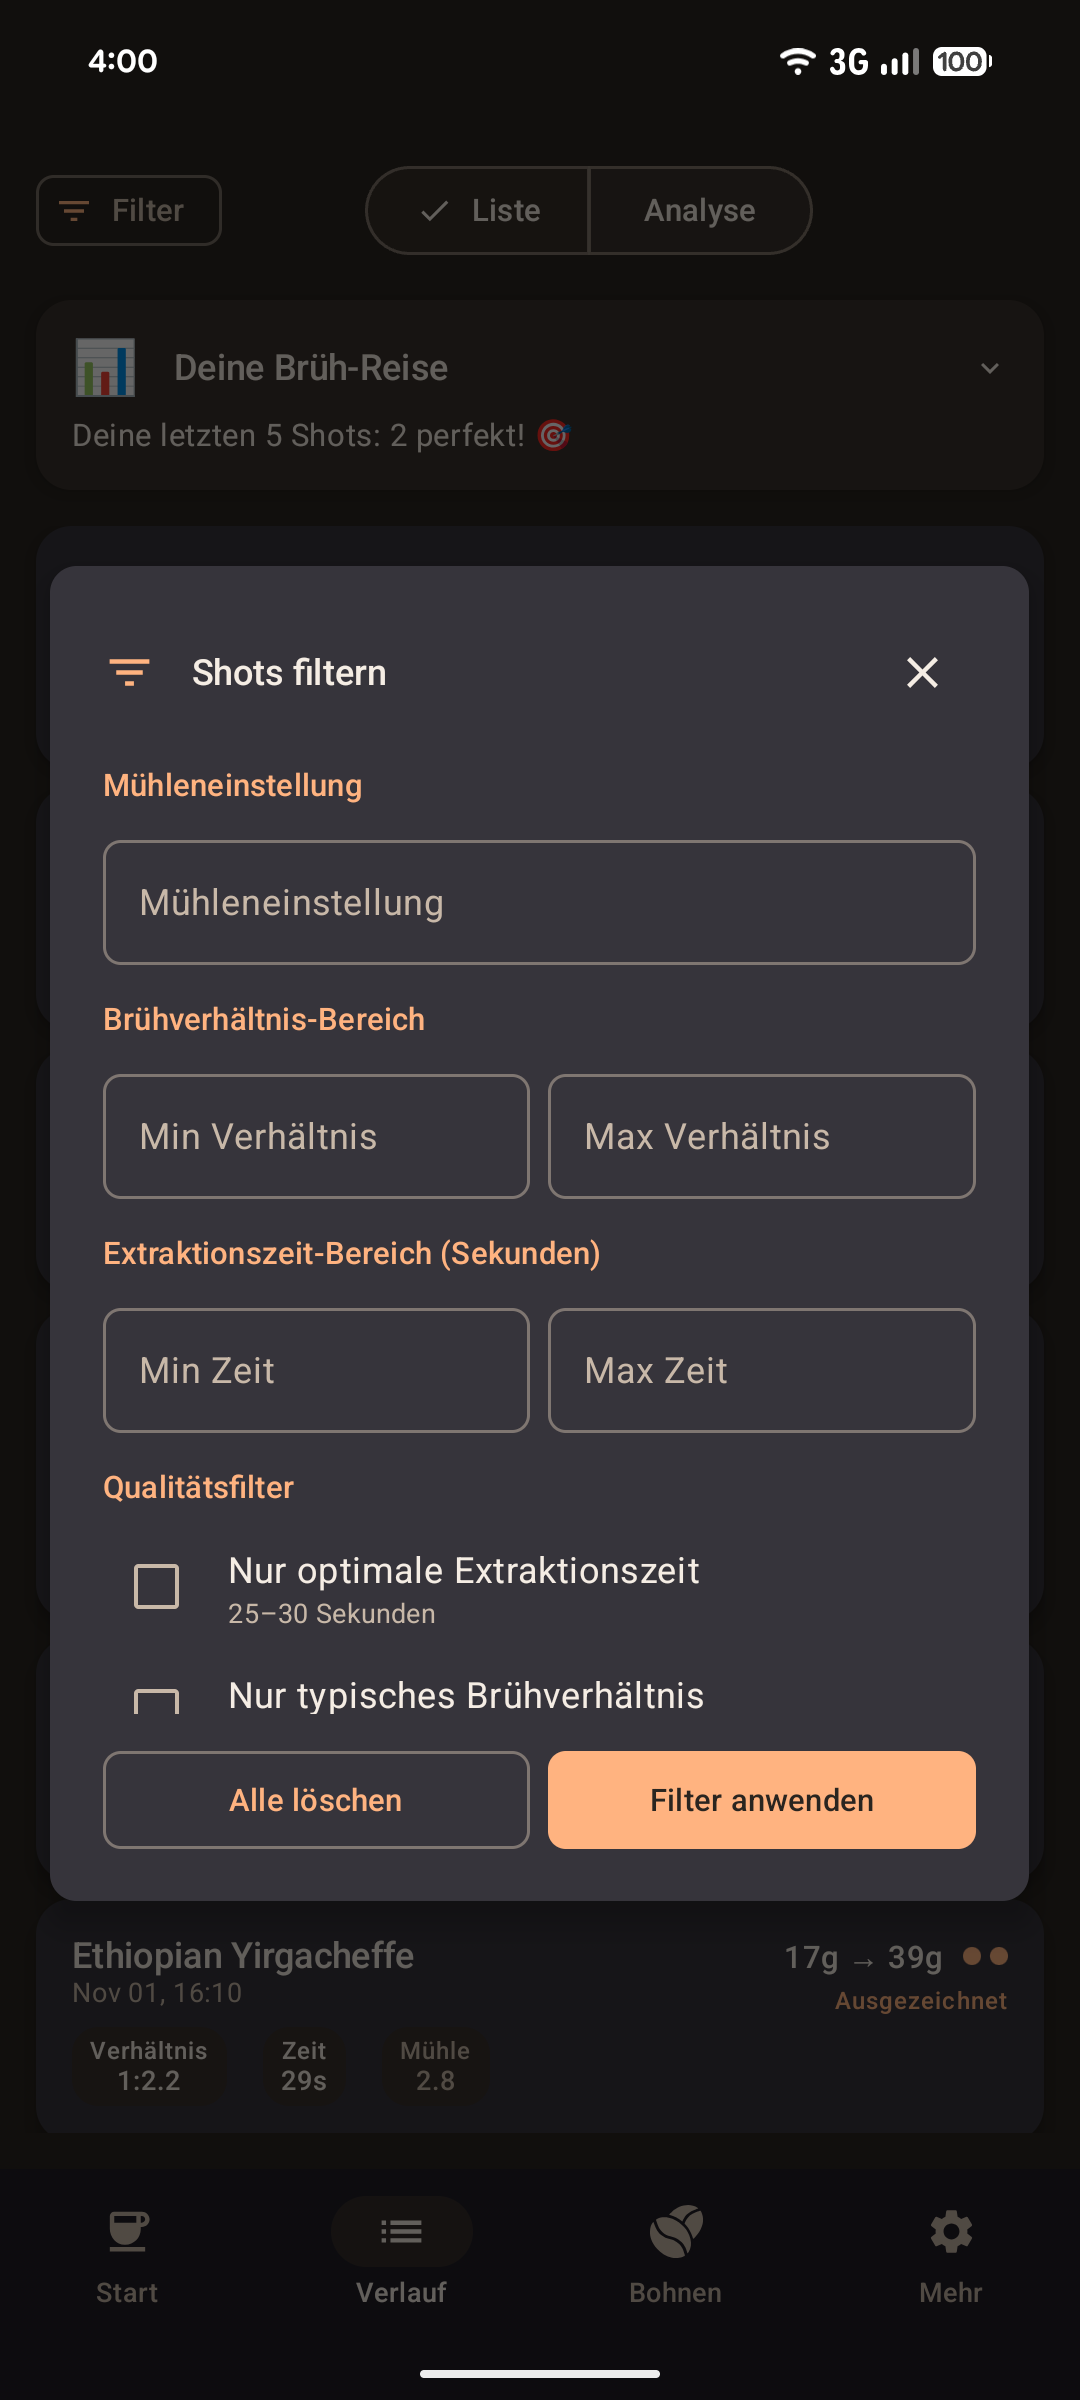 4:00
3G
100
Filter
Liste
Analyse
Deine Brüh-Reise
Deine letzten 5 Shots: 2 perfekt!
Shots filtern
Mühleneinstellung
Mühleneinstellung
Brühverhältnis-Bereich
Min Verhältnis
Max Verhältnis
Extraktionszeit-Bereich (Sekunden)
Min Zeit
Max Zeit
Qualitätsfilter
Nur optimale Extraktionszeit
25–30 Sekunden
Nur typisches Brühverhältnis
Alle löschen
Filter anwenden
Ethiopian Yirgacheffe
17g → 39g
Nov 01, 16:10
Ausgezeichnet
Verhältnis
1:2.2
Zeit
29s
Mühle
2.8
Start
Verlauf
Bohnen
Mehr